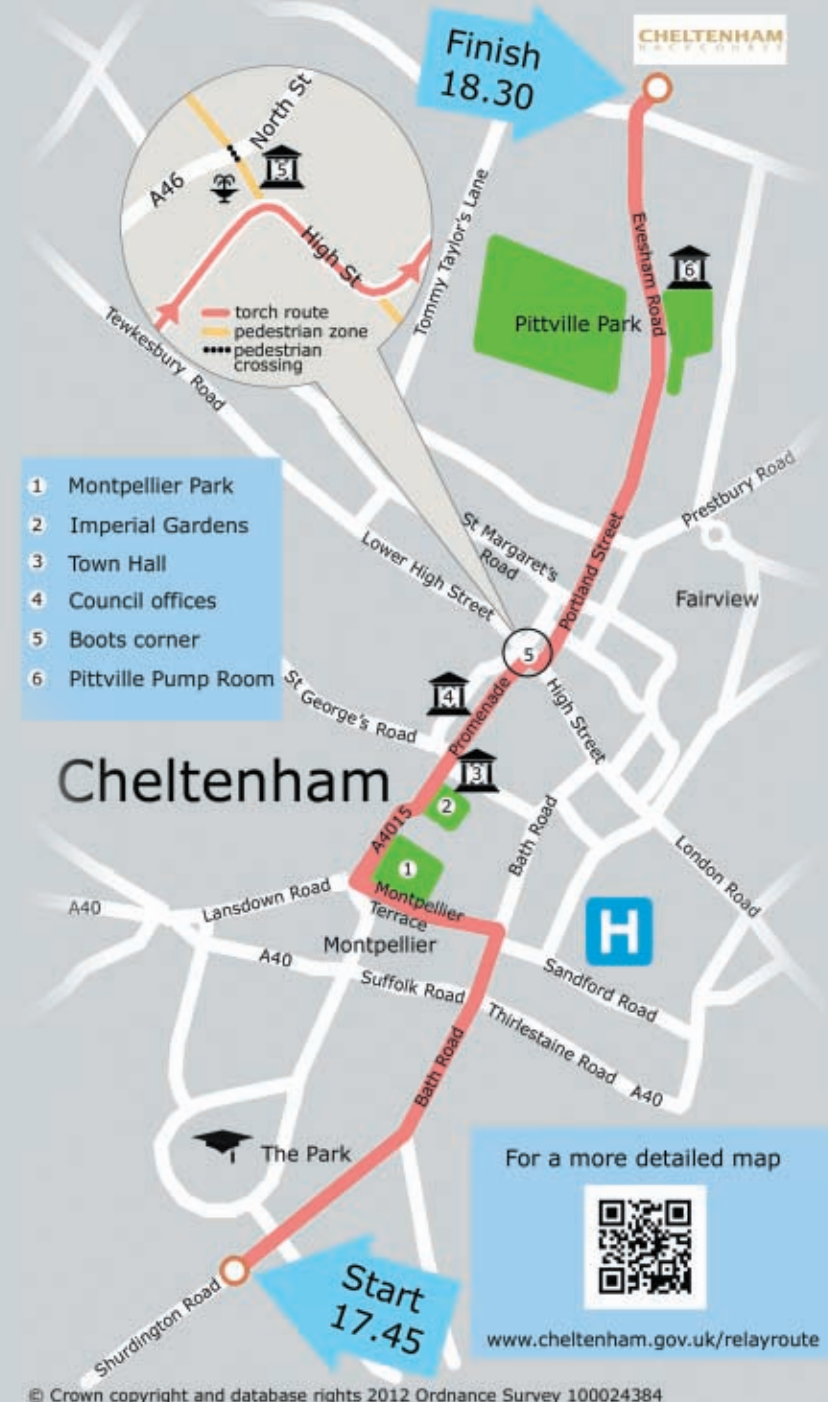 CHELTENHAM
RACECOURSE
Finish
18.30
North St
A46
5
High St
torch route
pedestrian zone
pedestrian
crossing
Tommy Taylor's Lane
Evesham Road
6
Pittville Park
Tewkesbury Road
1 Montpellier Park
2 Imperial Gardens
3 Town Hall
4 Council offices
5 Boots corner
6 Pittville Pump Room
Prestbury Road
St Margaret's
Road
Lower High Street
Portland Street
Fairview
5
4
St George's Road
Promenade
High Street
3
Cheltenham
2
A4015
Bath Road
1
London Road
Lansdown Road
A40
Montpellier
Terrace
H
Montpellier
A40
Suffolk Road
Sandford Road
Thirlestaine Road
A40
Bath Road
The Park
For a more detailed map
www.cheltenham.gov.uk/relayroute
Start
17.45
Shurdington Road
© Crown copyright and database rights 2012 Ordnance Survey 100024384